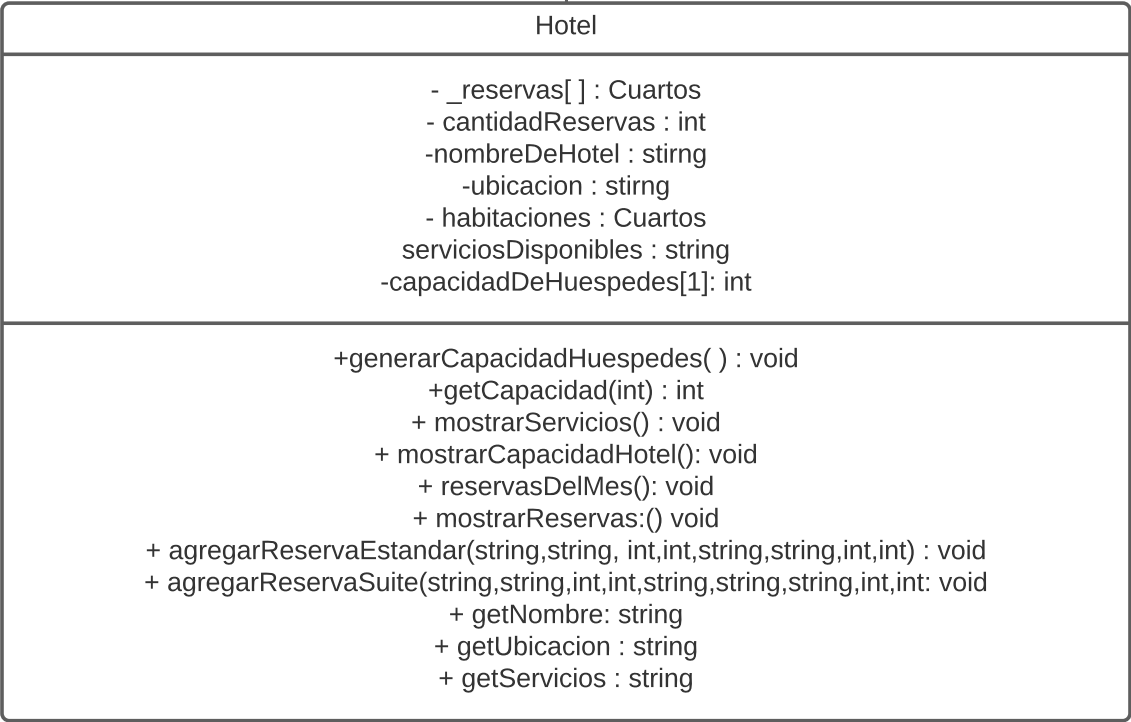 Hotel
- _reservas[ ] : Cuartos
- cantidadReservas : int
-nombreDeHotel : stirng
-ubicacion : stirng
- habitaciones : Cuartos
serviciosDisponibles : string
-capacidadDeHuespedes[1]: int
+generarCapacidadHuespedes( ) : void
+getCapacidad(int) : int
+ mostrarServicios() : void
+ mostrarCapacidadHotel(): void
+ reservasDelMes(): void
+ mostrarReservas:() void
+ agregarReservaEstandar(string,string, int,int,string,string,int,int) : void
+ agregarReservaSuite(string,string,int,int,string,string,string,int,int: void
+ getNombre: string
+ getUbicacion : string
+ getServicios : string